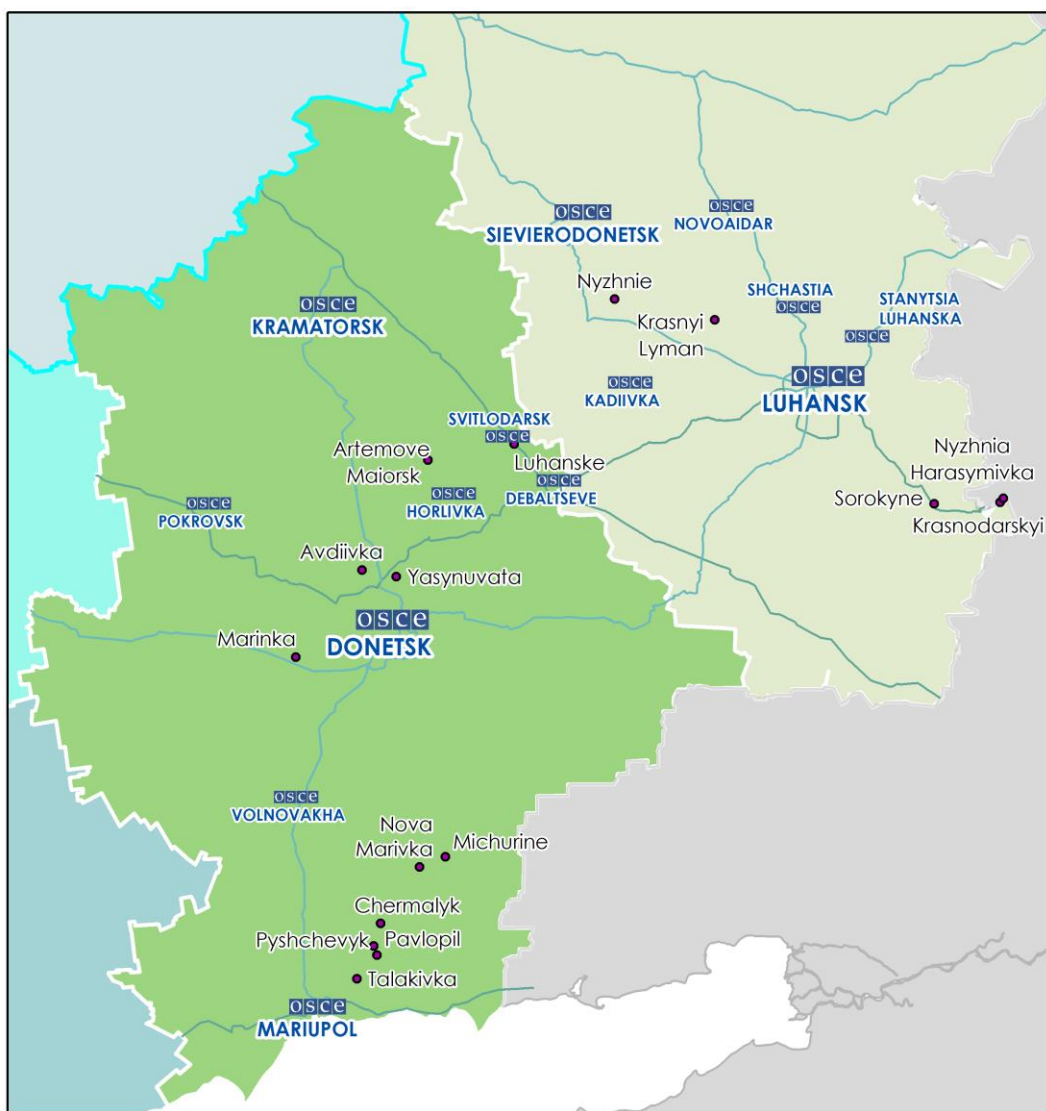 osce
SIEVIERODONETSK
osce
NOVOAIDAR
Nyzhnie
SHCHASTIA
osce
STANYTSIA
LUHANSKA
osce
Krasnyi
Lyman
osce
KRAMATORSK
osce
KADIIVKA
osce
LUHANSK
SVITLODARSK
osce
Luhanske
Artemove
Maiorsk
osce
HORLIVKA
osce
DEBALTSEVE
Nyzhnia
Harasymivka
Sorokyne
Krasnodarskyi
osce
POKROVSK
Avdiivka
Yasynuvata
osce
DONETSK
Marinka
osce
VOLNOVAKHA
Nova
Marivka
Michurine
Chermalyk
Pyshchevyk
Pavlopil
Talakivka
osce
MARIUPOL